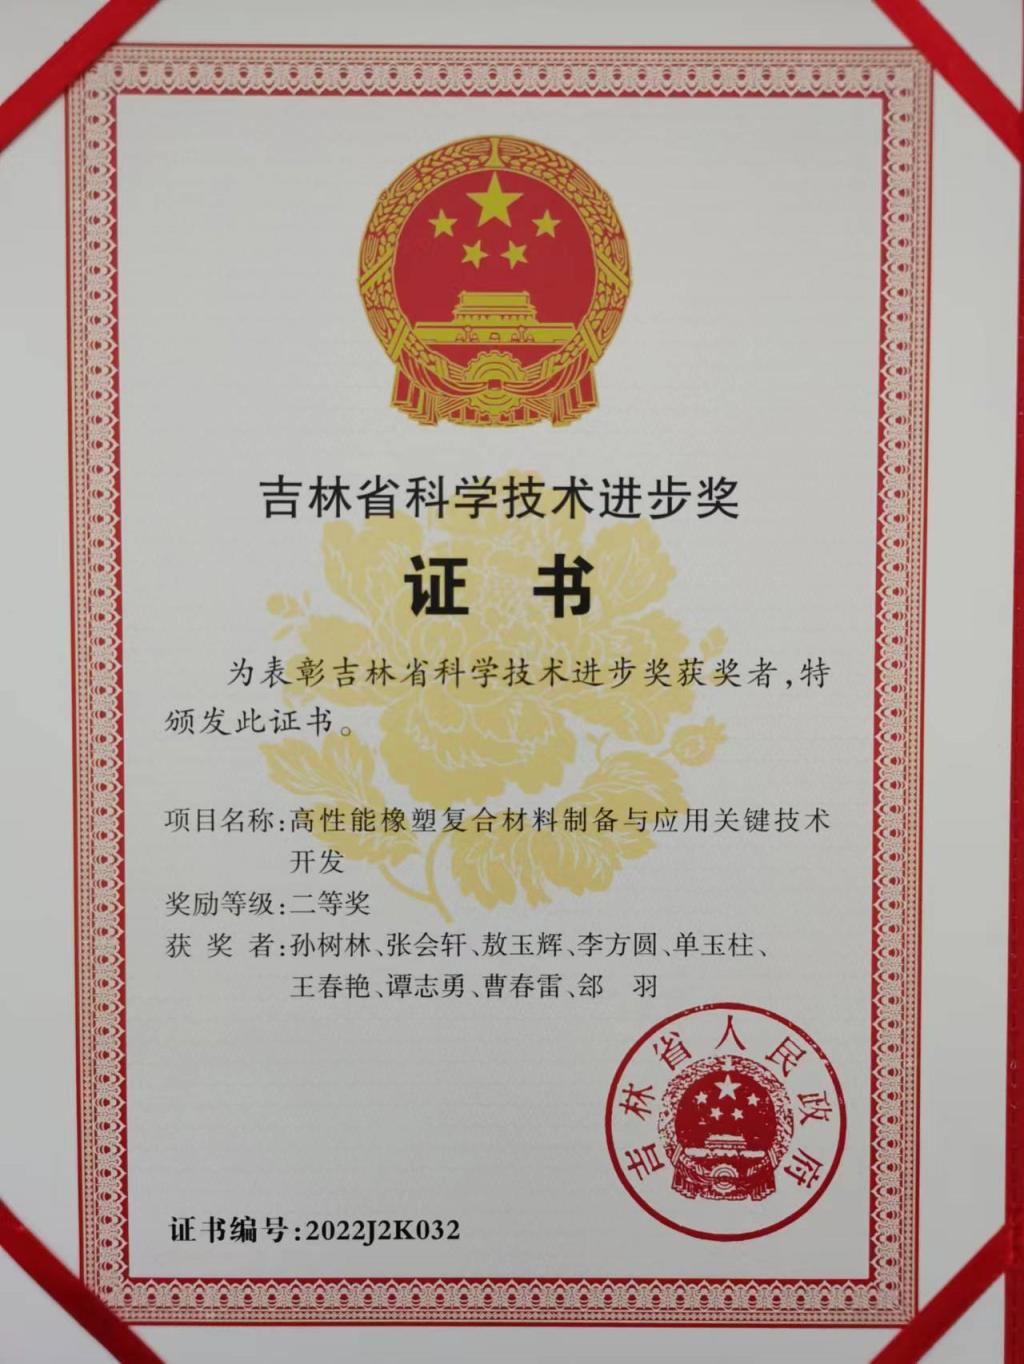 吉林省科学技术进步奖
证 书
为表彰吉林省科学技术进步奖获奖者,特
颁发此证书。
项目名称:高性能橡塑复合材料制备与应用关键技术
开发
奖励等级:二等奖
获 奖 者:孙树林、张会轩、敖玉辉、李方圆、单玉柱、
王春艳、谭志勇、曹春雷、郐 羽
吉林省人民政府
证书编号:2022J2K032